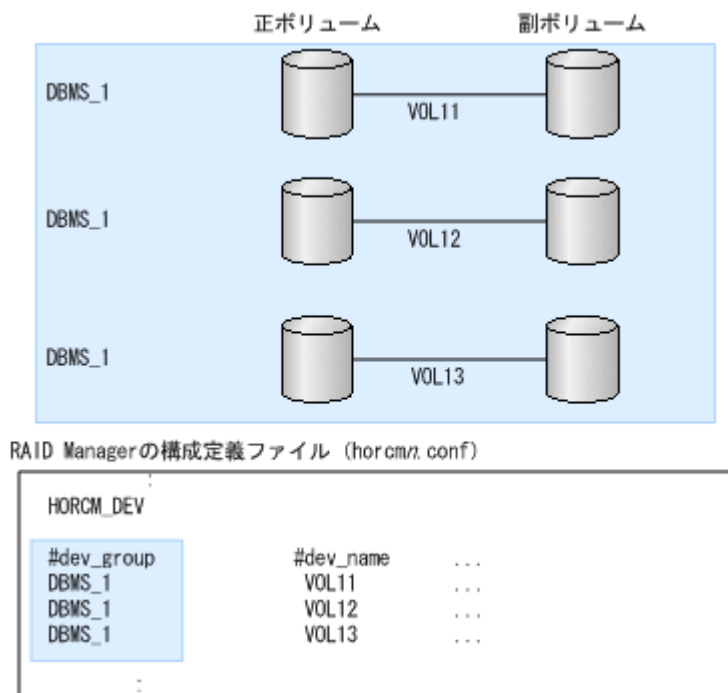 正ボリューム 副ボリューム
DBMS_1
VOL11
DBMS_1
VOL12
DBMS_1
VOL13
RAID Managerの構成定義ファイル (horcmn.conf)
:
HORCM_DEV
#dev_group #dev_name ...
DBMS_1 VOL11 ...
DBMS_1 VOL12 ...
DBMS_1 VOL13 ...
: